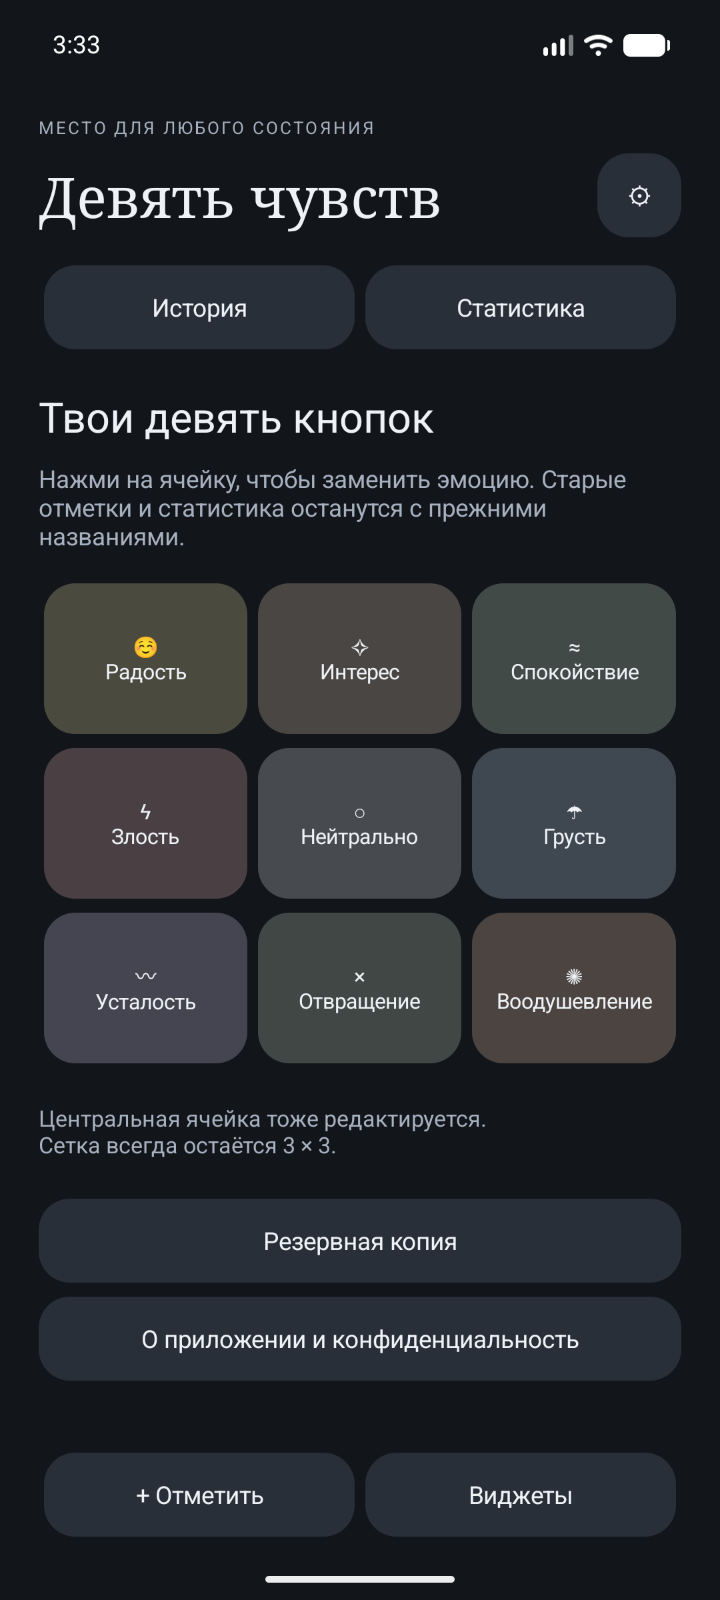 3:33
МЕСТО ДЛЯ ЛЮБОГО СОСТОЯНИЯ
Девять чувств
История
Статистика
Твои девять кнопок
Нажми на ячейку, чтобы заменить эмоцию. Старые
отметки и статистика останутся с прежними
названиями.
Радость
Интерес
Спокойствие
Злость
Нейтрально
Грусть
Усталость
Отвращение
Воодушевление
Центральная ячейка тоже редактируется.
Сетка всегда остаётся 3 × 3.
Резервная копия
О приложении и конфиденциальность
+ Отметить
Виджеты